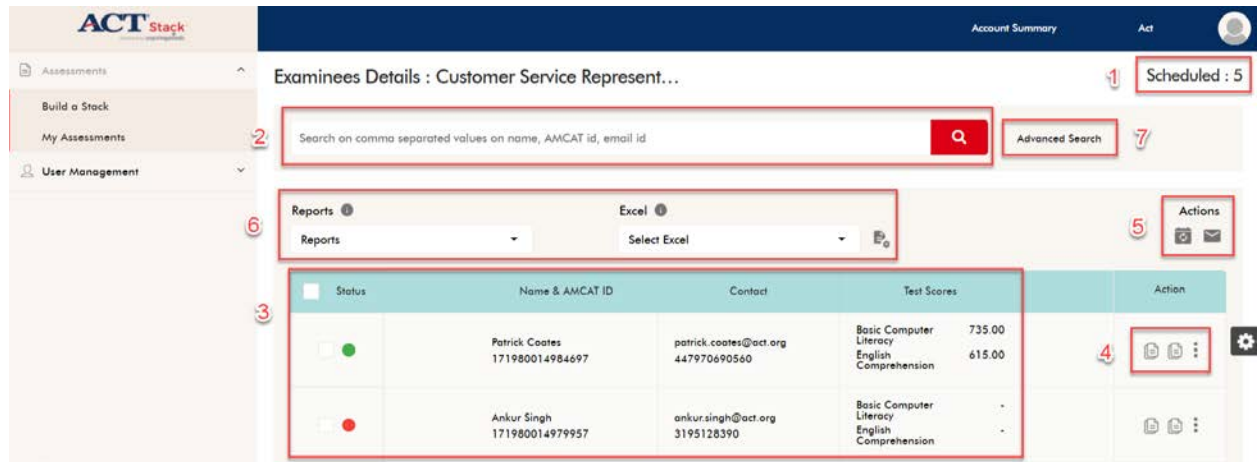 ACT Stack
Account Summary
Act
Assessments
Build a Stack
My Assessments
User Management
Examinees Details : Customer Service Represent...
1
Scheduled : 5
2
Search on comma separated values on name, AMCAT id, email id
Advanced Search
7
6
Reports
Excel
Reports
Select Excel
5
Actions
3
Status
Name & AMCAT ID
Contact
Test Scores
Action
Patrick Coates
171980014984697
patrick.coates@act.org
447970690560
Basic Computer
Literacy
735.00
English
Comprehension
615.00
4
Ankur Singh
171980014979957
ankur.singh@act.org
3195128390
Basic Computer
Literacy
-
English
Comprehension
-